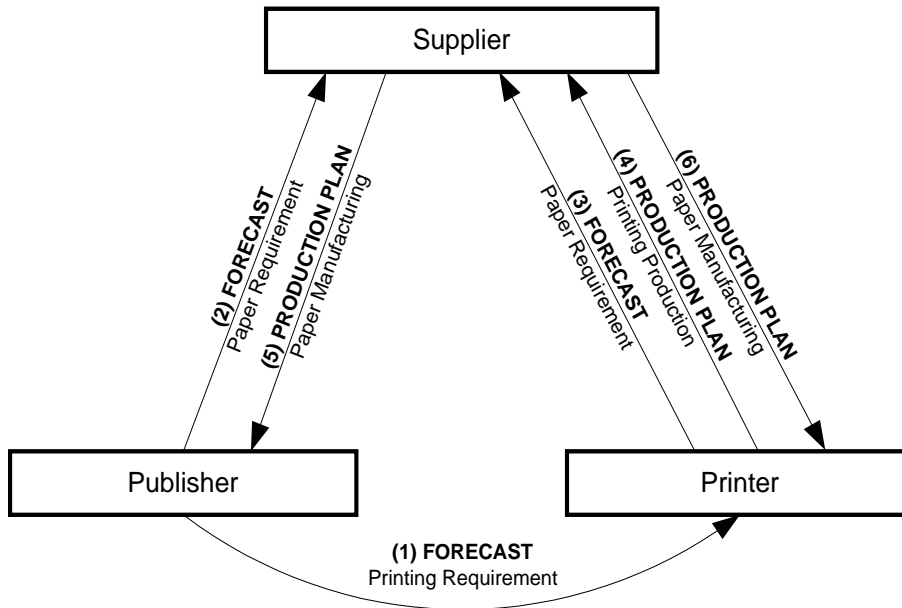 Supplier
(2) FORECAST
Paper Requirement
(5) PRODUCTION PLAN
Paper Manufacturing
(3) FORECAST
Paper Requirement
(4) PRODUCTION PLAN
Printing Production
(6) PRODUCTION PLAN
Paper Manufacturing
Publisher
Printer
(1) FORECAST
Printing Requirement